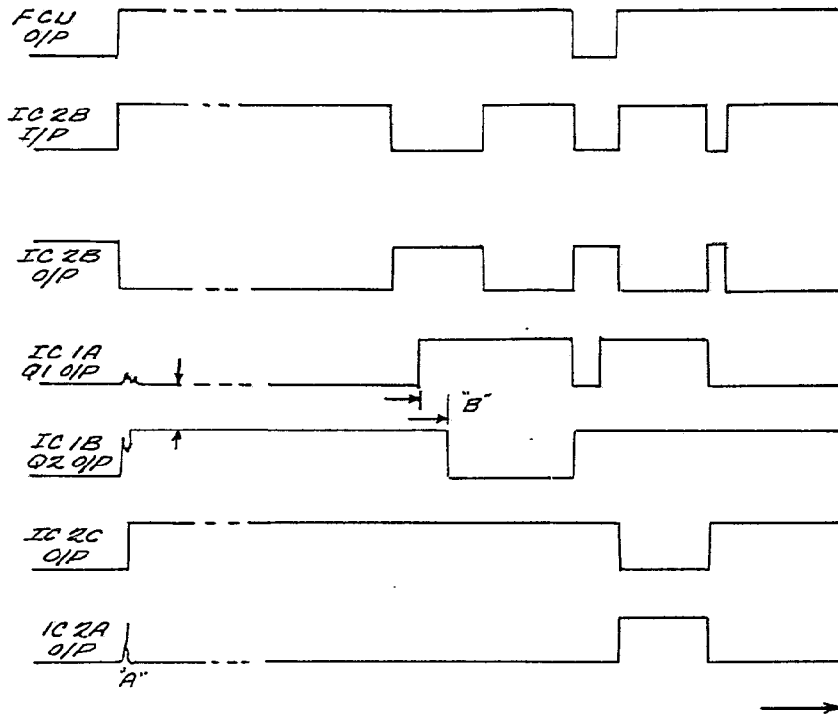 FCU
O/P
IC 2B
I/P
IC 2B
O/P
IC 1A
Q1 O/P
"B"
IC 1B
Q2 O/P
IC 2C
O/P
IC 2A
O/P
"A"